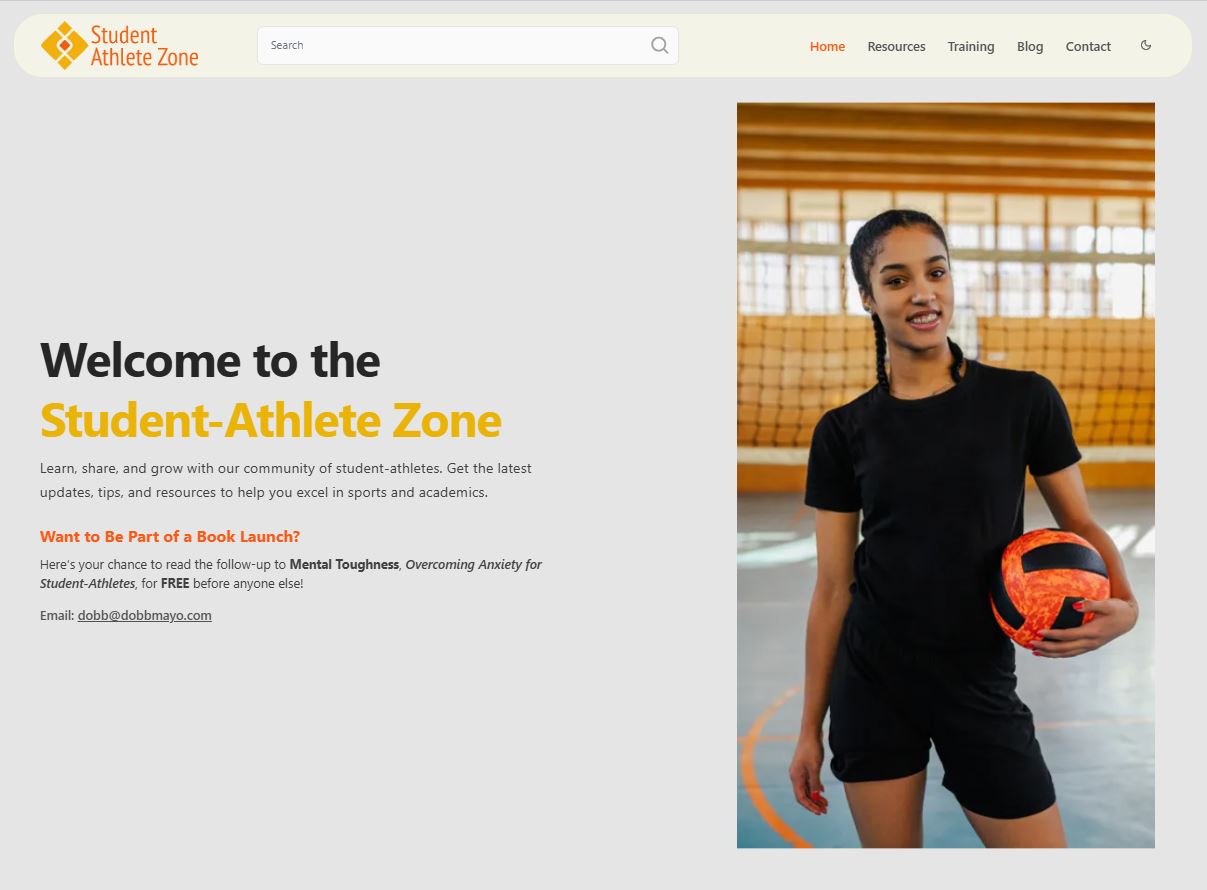 Student
Athlete Zone
Search
Home Resources Training Blog Contact
Welcome to the
Student-Athlete Zone
Learn, share, and grow with our community of student-athletes. Get the latest
updates, tips, and resources to help you excel in sports and academics.
Want to Be Part of a Book Launch?
Here's your chance to read the follow-up to Mental Toughness, Overcoming Anxiety for
Student-Athletes, for FREE before anyone else!
Email: dobb@dobbmayo.com